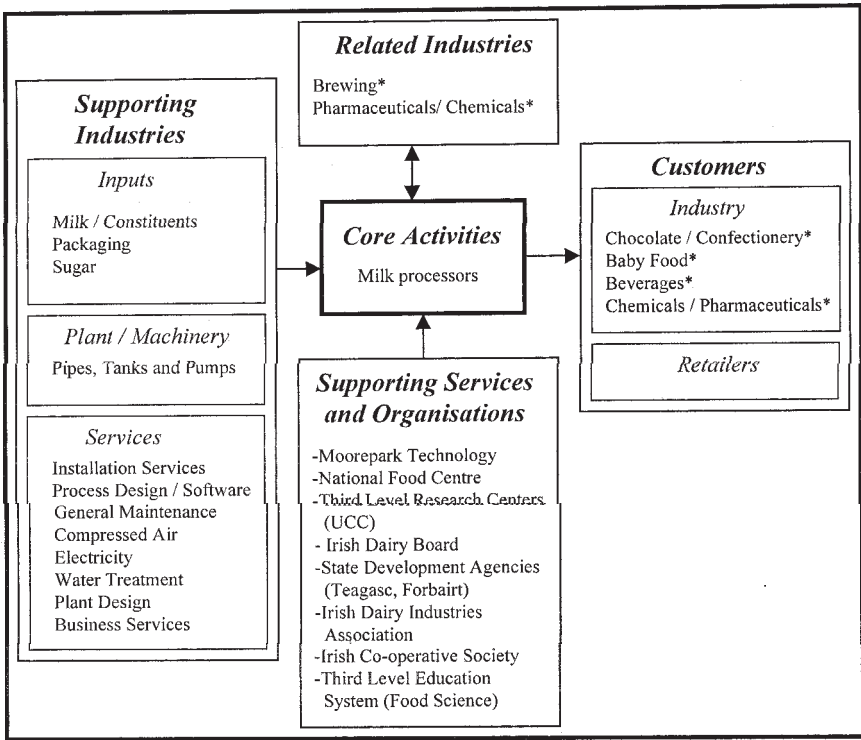 Related Industries
Brewing*
Pharmaceuticals/ Chemicals*
Supporting
Industries
Inputs
Milk / Constituents
Packaging
Sugar
Plant / Machinery
Pipes, Tanks and Pumps
Services
Installation Services
Process Design / Software
General Maintenance
Compressed Air
Electricity
Water Treatment
Plant Design
Business Services
Core Activities
Milk processors
Supporting Services
and Organisations
-Moorepark Technology
-National Food Centre
-Third Level Research Centers
(UCC)
- Irish Dairy Board
-State Development Agencies
(Teagasc, Forbairt)
-Irish Dairy Industries
Association
-Irish Co-operative Society
-Third Level Education
System (Food Science)
Customers
Industry
Chocolate / Confectionery*
Baby Food*
Beverages*
Chemicals / Pharmaceuticals*
Retailers